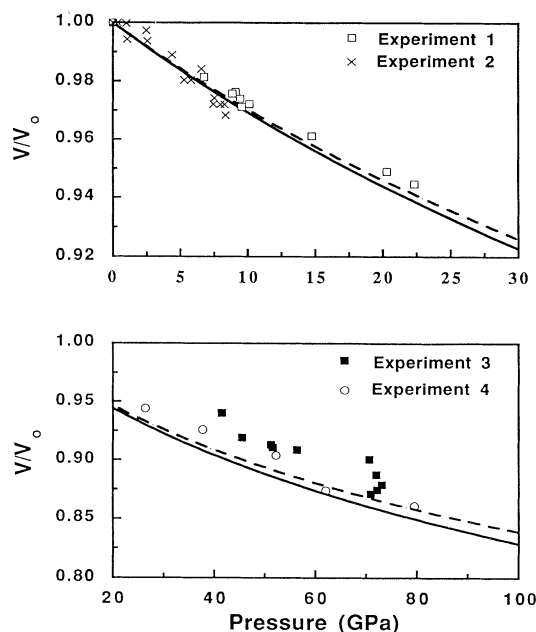 1.00
Experiment 1
Experiment 2
0.98
V/Vo
0.96
0.94
0.92
0 5 10 15 20 25 30
1.00
Experiment 3
Experiment 4
0.95
V/Vo
0.90
0.85
0.80
20 40 60 80 100
Pressure (GPa)